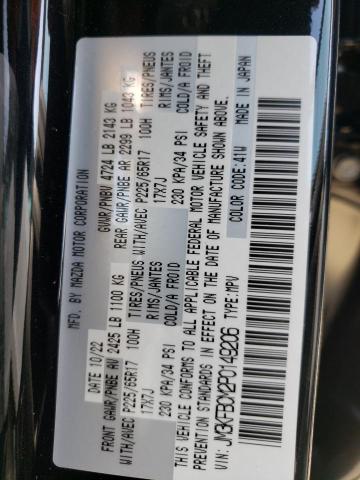 MFD. BY MAZDA MOTOR CORPORATION
DATE 10/22 GVWR/PNBV 4724 LB 2143 KG
FRONT GAWR/PNBE AV 2425 LB 1100 KG REAR GAWR/PNBE AR 2299 LB 1043 KG
WITH/AVEC P225/65R17 100H TIRES/PNEUS WITH/AVEC P225/65R17 100H TIRES/PNEUS
17X7J RIMS/JANTES 17X7J RIMS/JANTES
230 KPA/34 PSI COLD/A FROID 230 KPA/34 PSI COLD/A FROID
THIS VEHICLE CONFORMS TO ALL APPLICABLE FEDERAL MOTOR VEHICLE SAFETY AND THEFT
PREVENTION STANDARDS IN EFFECT ON THE DATE OF MANUFACTURE SHOWN ABOVE.
JM3KFBCM2P0149206 TYPE:MPV COLOR CODE:41W MADE IN JAPAN